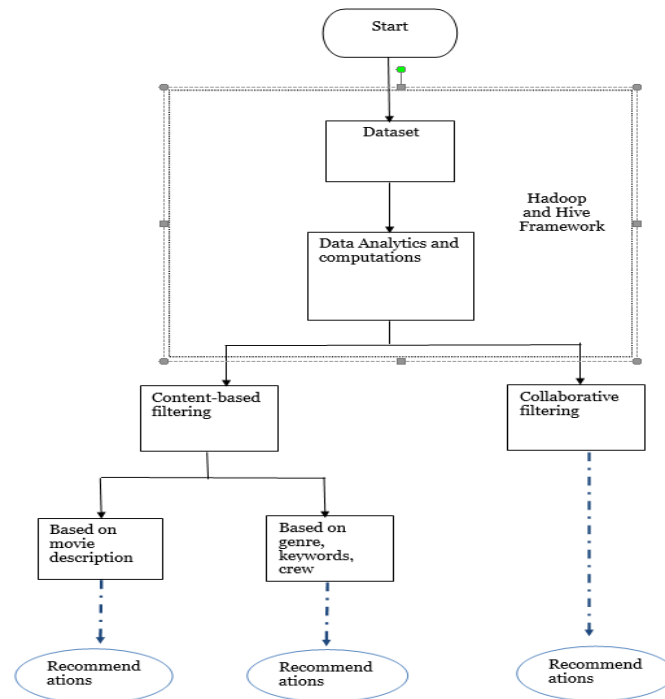 Start
Dataset
Hadoop
and Hive
Framework
Data Analytics and
computations
Content-based
filtering
Collaborative
filtering
Based on
movie
description
Based on
genre,
keywords,
crew
Recommend
ations
Recommend
ations
Recommend
ations